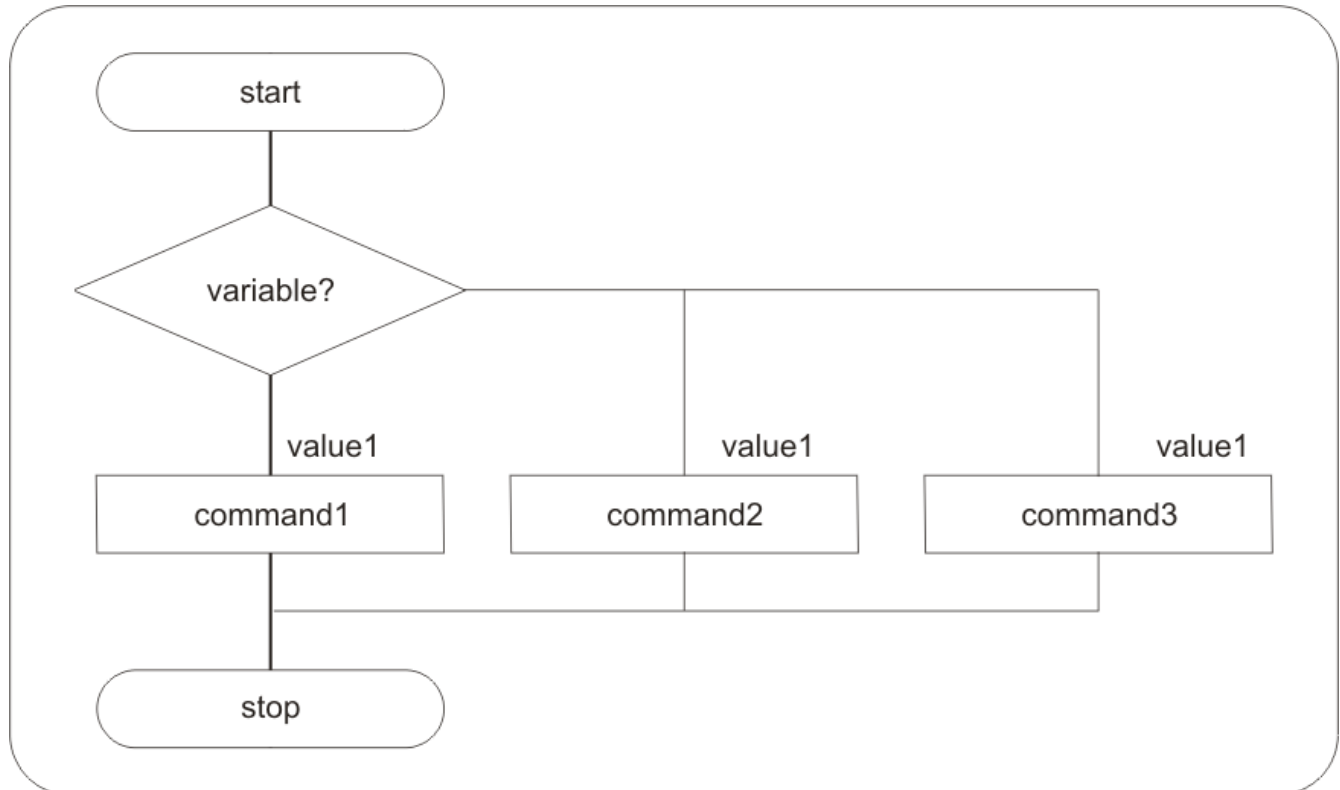 start
variable?
value1
value1
value1
command1
command2
command3
stop